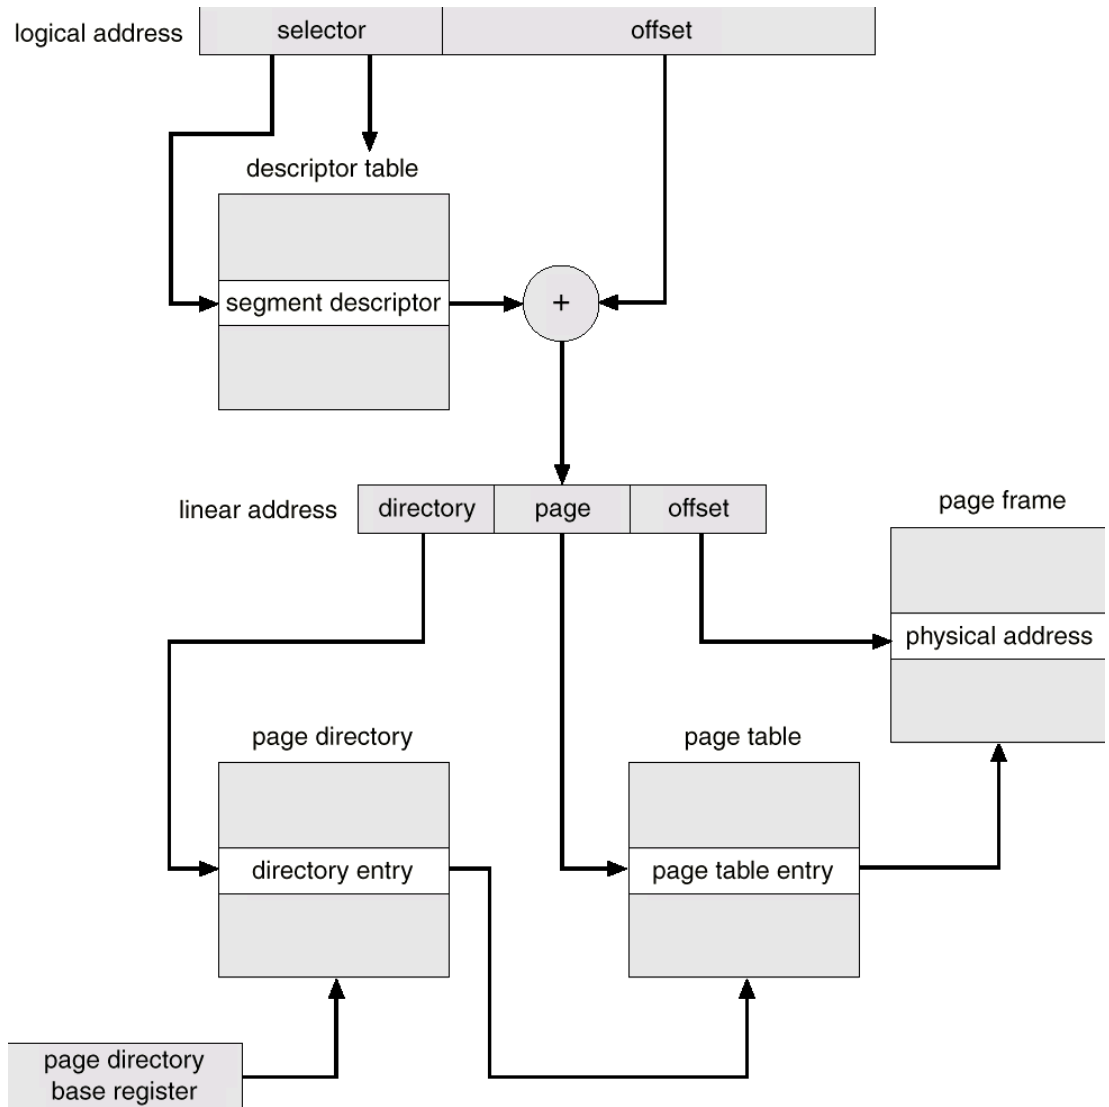 logical address
selector
offset
descriptor table
segment descriptor
+
linear address
directory
page
offset
page frame
physical address
page directory
page table
directory entry
page table entry
page directory
base register